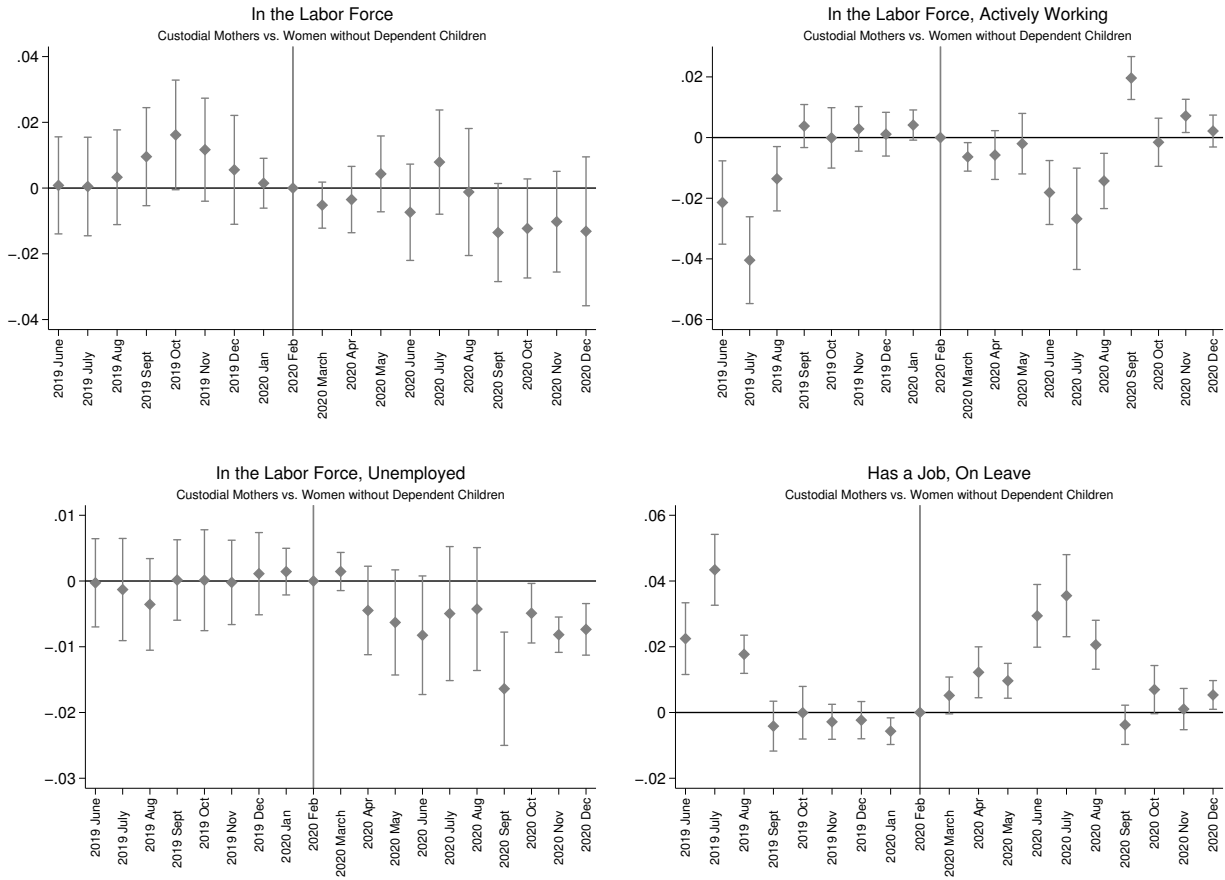 In the Labor Force
Custodial Mothers vs. Women without Dependent Children
.04
.02
0
−.02
−.04
2019 June
2019 July
2019 Aug
2019 Sept
2019 Oct
2019 Nov
2019 Dec
2020 Jan
2020 Feb
2020 March
2020 Apr
2020 May
2020 June
2020 July
2020 Aug
2020 Sept
2020 Oct
2020 Nov
2020 Dec
In the Labor Force, Actively Working
Custodial Mothers vs. Women without Dependent Children
.02
0
−.02
−.04
−.06
2019 June
2019 July
2019 Aug
2019 Sept
2019 Oct
2019 Nov
2019 Dec
2020 Jan
2020 Feb
2020 March
2020 Apr
2020 May
2020 June
2020 July
2020 Aug
2020 Sept
2020 Oct
2020 Nov
2020 Dec
In the Labor Force, Unemployed
Custodial Mothers vs. Women without Dependent Children
.01
0
−.01
−.02
−.03
2019 June
2019 July
2019 Aug
2019 Sept
2019 Oct
2019 Nov
2019 Dec
2020 Jan
2020 Feb
2020 March
2020 Apr
2020 May
2020 June
2020 July
2020 Aug
2020 Sept
2020 Oct
2020 Nov
2020 Dec
Has a Job, On Leave
Custodial Mothers vs. Women without Dependent Children
.06
.04
.02
0
−.02
2019 June
2019 July
2019 Aug
2019 Sept
2019 Oct
2019 Nov
2019 Dec
2020 Jan
2020 Feb
2020 March
2020 Apr
2020 May
2020 June
2020 July
2020 Aug
2020 Sept
2020 Oct
2020 Nov
2020 Dec